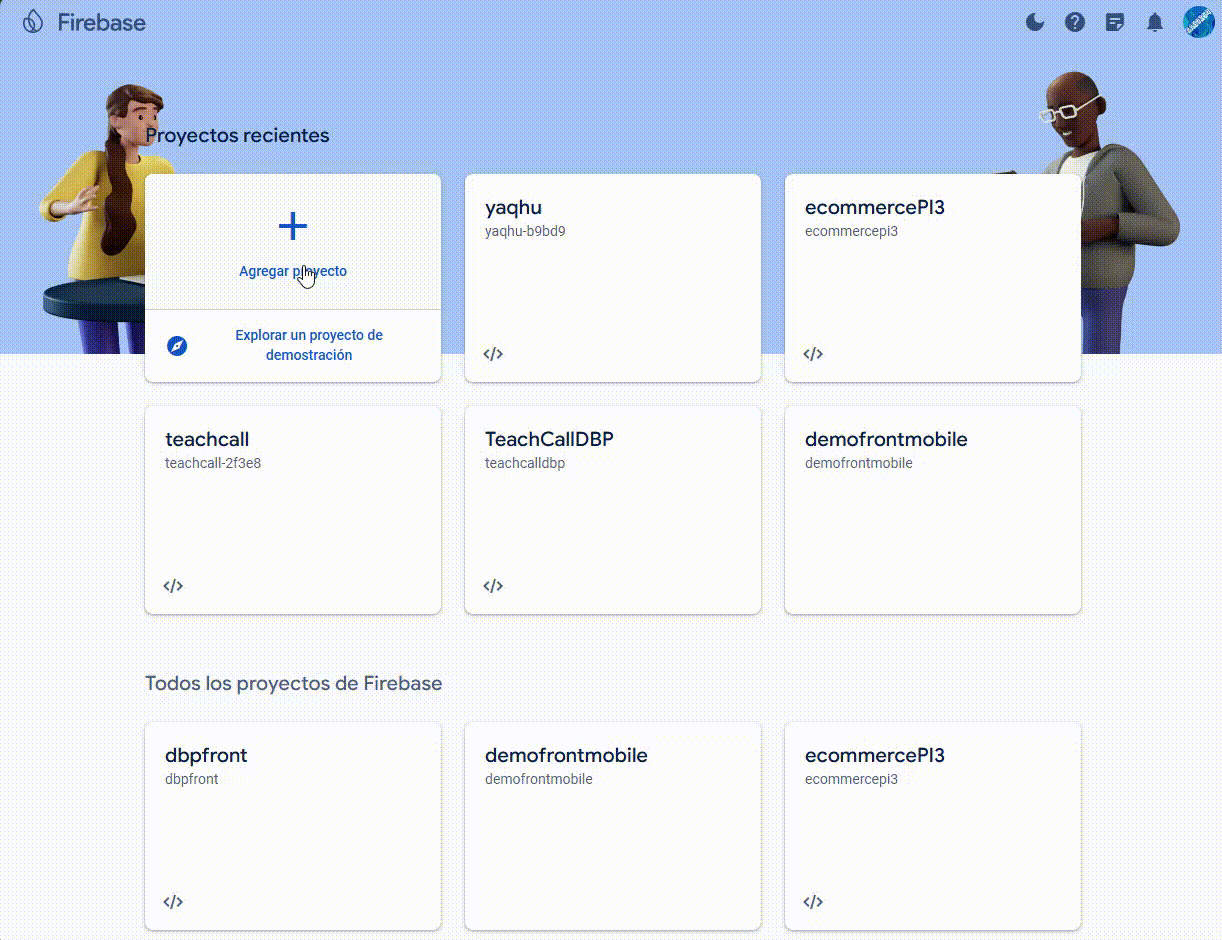 Firebase
Proyectos recientes
Agregar proyecto
Explorar un proyecto de
demostración
yaqhu
yaqhu-b9bd9
</>
ecommercePI3
ecommercepi3
</>
teachcall
teachcall-2f3e8
</>
TeachCallDBP
teachcalldbp
</>
demofrontmobile
demofrontmobile
Todos los proyectos de Firebase
dbpfront
dbpfront
</>
demofrontmobile
demofrontmobile
ecommercePI3
ecommercepi3
</>